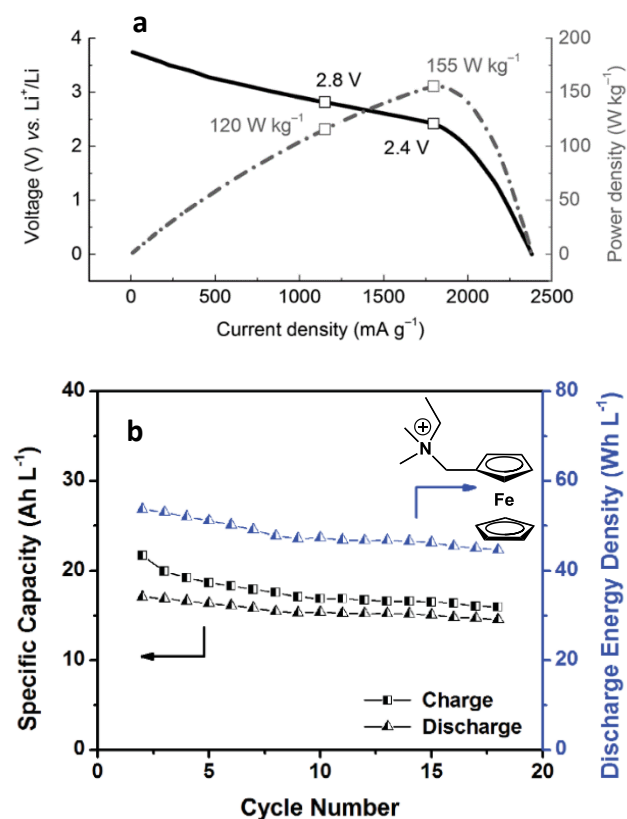 a
Voltage (V) vs. Li⁺/Li
4
3
2
1
0
2.8 V
155 W kg⁻¹
120 W kg⁻¹
2.4 V
200
150
100
50
0
Power density (W kg⁻¹)
0 500 1000 1500 2000 2500
Current density (mA g⁻¹)
b
Specific Capacity (Ah L⁻¹)
40
30
20
10
0
N
+
Fe
Charge
Discharge
80
60
40
20
0
Discharge Energy Density (Wh L⁻¹)
0 5 10 15 20
Cycle Number